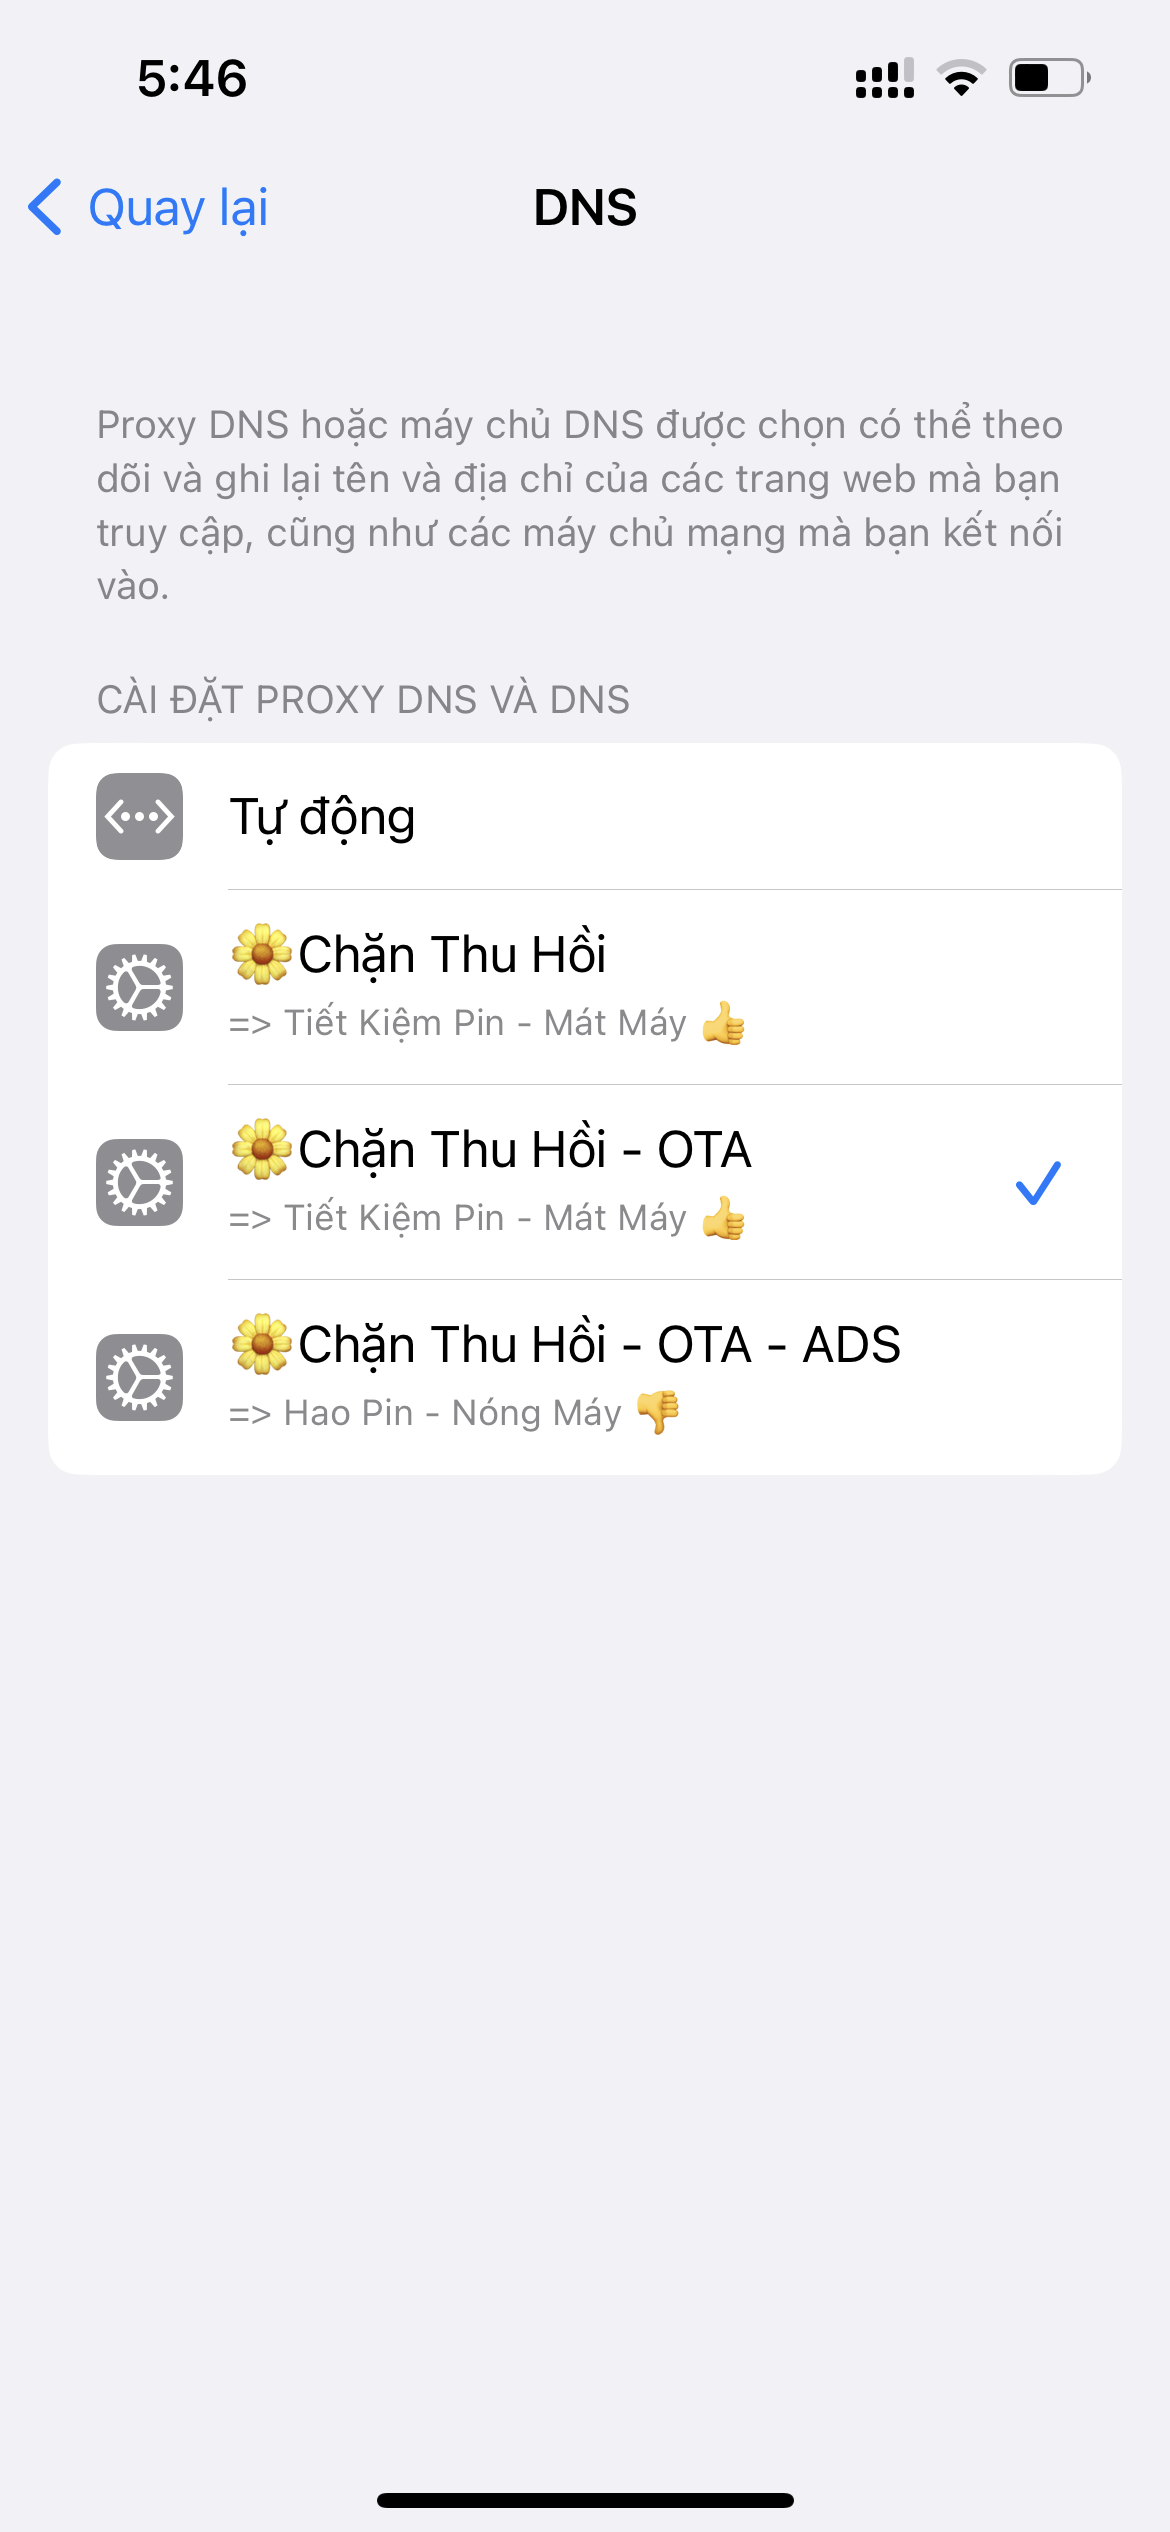 5:46
Quay lại
DNS
Proxy DNS hoặc máy chủ DNS được chọn có thể theo
dõi và ghi lại tên và địa chỉ của các trang web mà bạn
truy cập, cũng như các máy chủ mạng mà bạn kết nối
vào.
CÀI ĐẶT PROXY DNS VÀ DNS
Tự động
🌼Chặn Thu Hồi
=> Tiết Kiệm Pin - Mát Máy 👍
🌼Chặn Thu Hồi - OTA
=> Tiết Kiệm Pin - Mát Máy 👍
🌼Chặn Thu Hồi - OTA - ADS
=> Hao Pin - Nóng Máy 👎